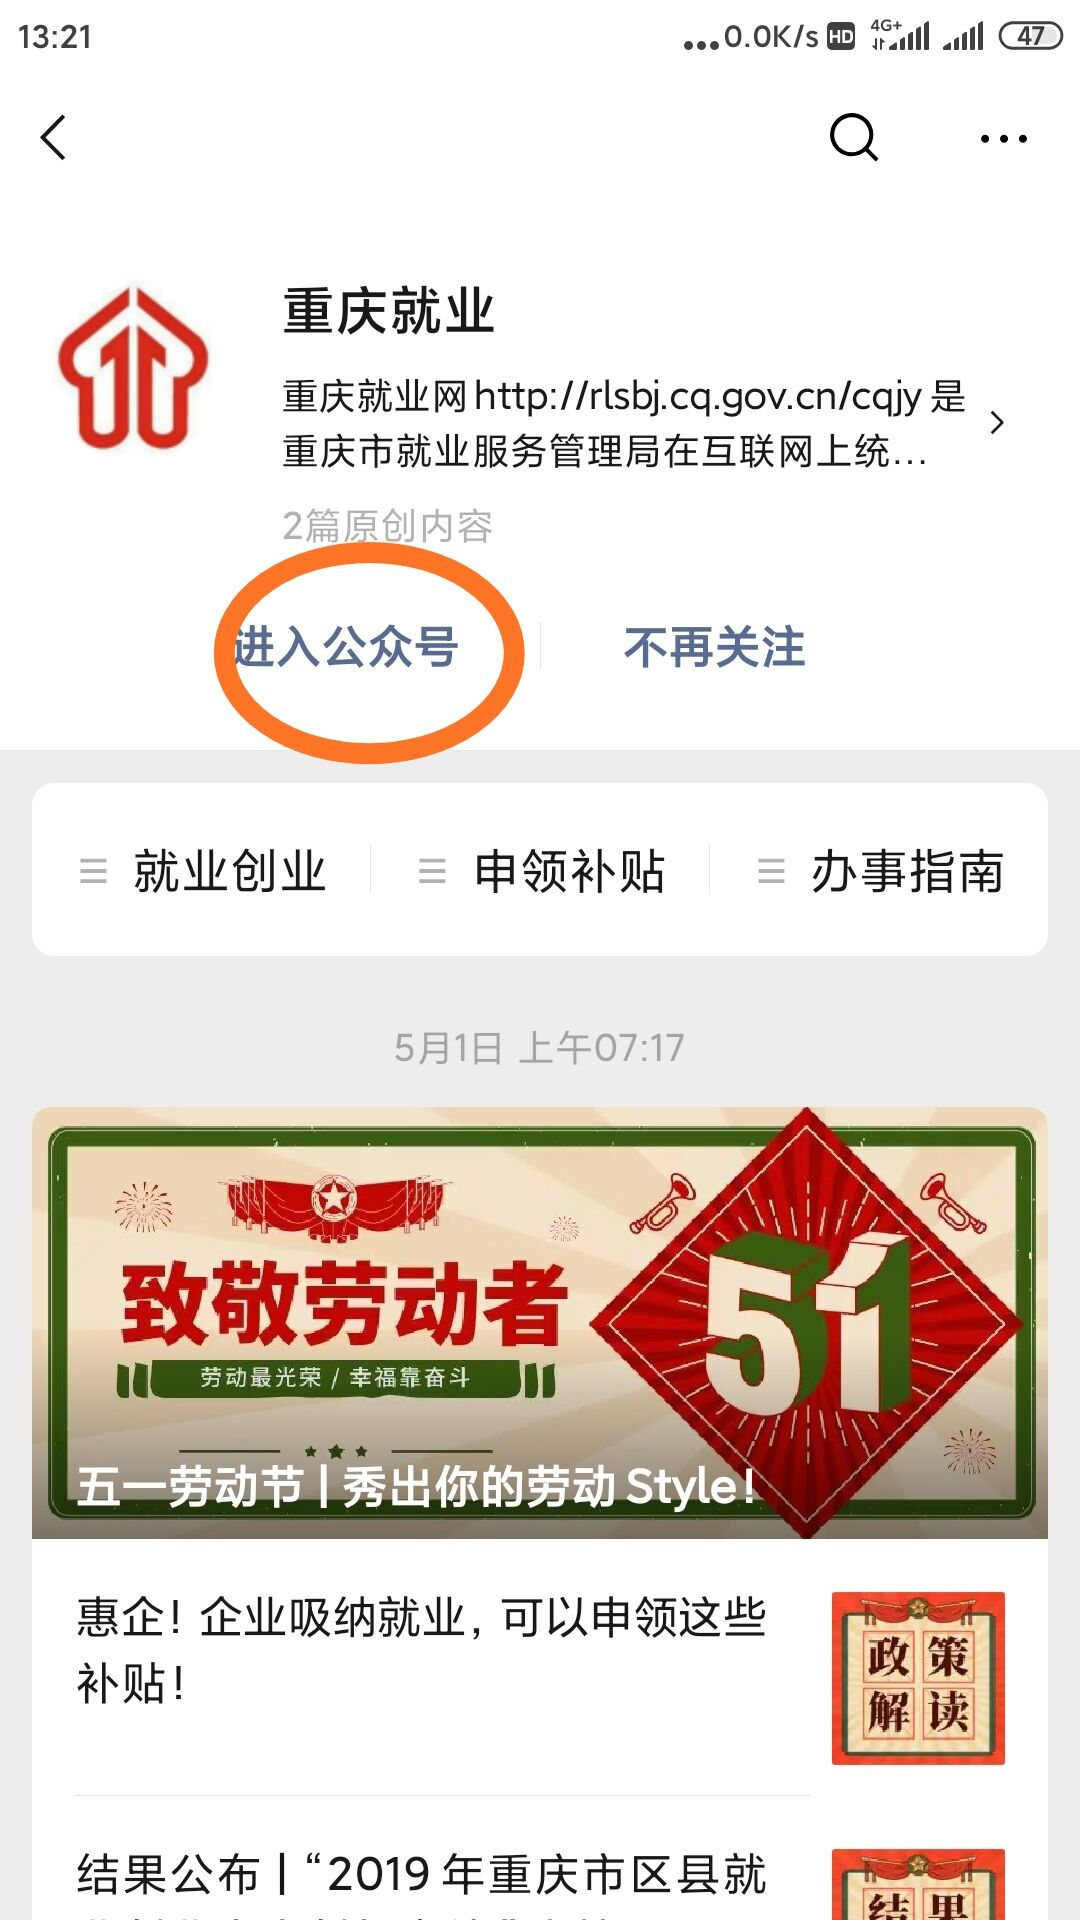 13:21
...0.0K/s HD 4G+ 47
重庆就业
重庆就业网http://rlsbj.cq.gov.cn/cqjy 是
重庆市就业服务管理局在互联网上统...
2篇原创内容
进入公众号
不再关注
就业创业
申领补贴
办事指南
5月1日 上午07:17
致敬劳动者
51
劳动最光荣 / 幸福靠奋斗
五一劳动节 | 秀出你的劳动 Style!
惠企！企业吸纳就业，可以申领这些
补贴！
政策
解读
结果公布 | “2019 年重庆市区县就
结果